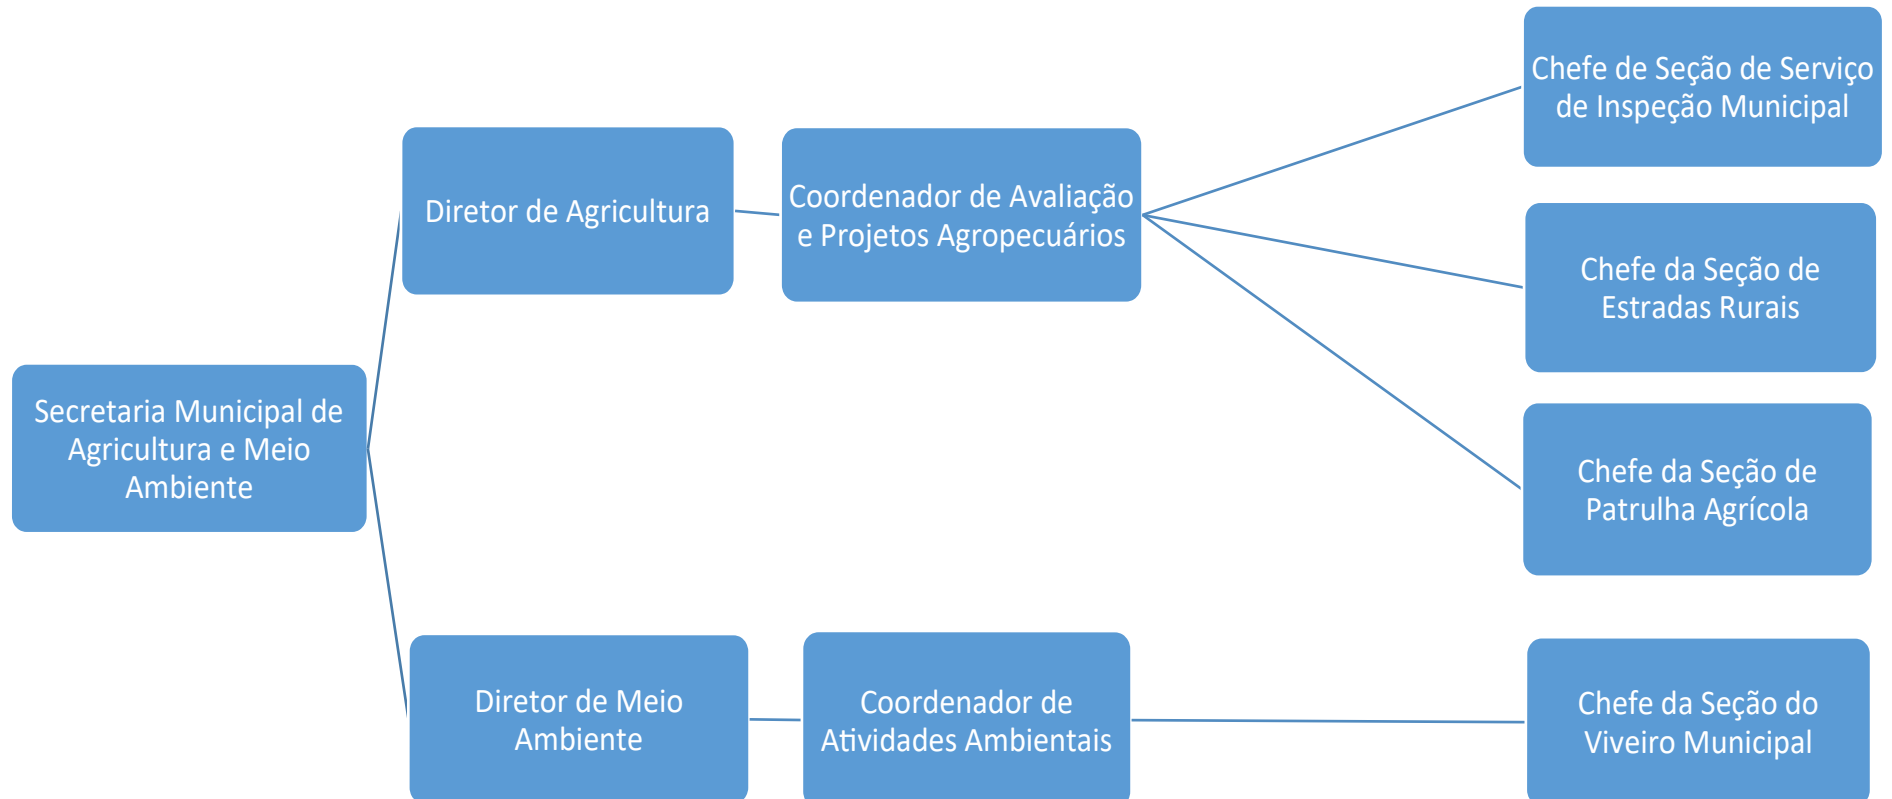 Chefe de Seção de Serviço
de Inspeção Municipal
Diretor de Agricultura
Coordenador de Avaliação
e Projetos Agropecuários
Chefe da Seção de
Estradas Rurais
Secretaria Municipal de
Agricultura e Meio
Ambiente
Chefe da Seção de
Patrulha Agrícola
Diretor de Meio
Ambiente
Coordenador de
Atividades Ambientais
Chefe da Seção do
Viveiro Municipal